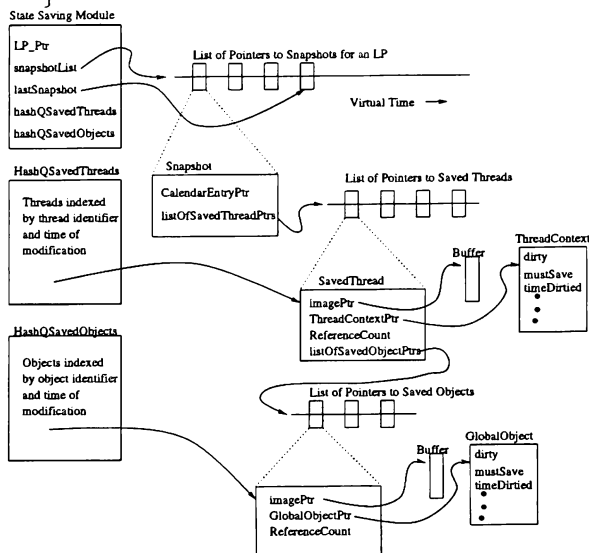 State Saving Module
LP_Ptr
snapshotList
lastSnapshot
hashQSavedThreads
hashQSavedObjects
List of Pointers to Snapshots for an LP
Virtual Time
HashQSavedThreads
Threads indexed
by thread identifier
and time of
modification
Snapshot
CalendarEntryPtr
listOfSavedThreadPtrs
List of Pointers to Saved Threads
SavedThread
imagePtr
ThreadContextPtr
ReferenceCount
listOfSavedObjectPtrs
Buffer
ThreadContext
dirty
mustSave
timeDirtied
HashQSavedObjects
Objects indexed
by object identifier
and time of
modification
List of Pointers to Saved Objects
imagePtr
GlobalObjectPtr
ReferenceCount
Buffer
GlobalObject
dirty
mustSave
timeDirtied